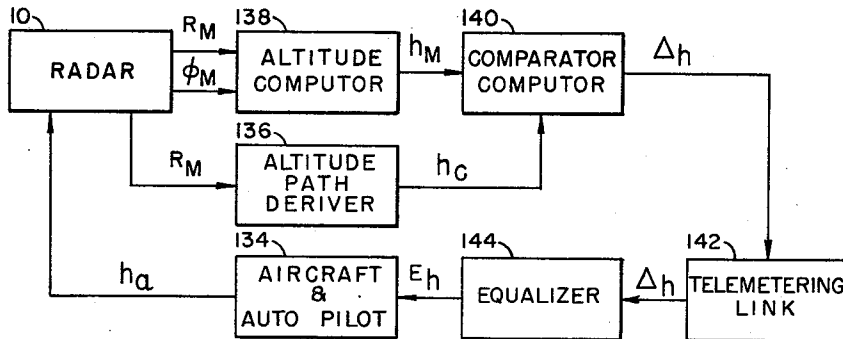 10
RADAR
R_M
ϕ_M
138
ALTITUDE
COMPUTOR
h_M
140
COMPARATOR
COMPUTOR
Δh
R_M
136
ALTITUDE
PATH
DERIVER
h_c
134
AIRCRAFT
&
AUTO PILOT
h_a
E_h
144
EQUALIZER
Δh
142
TELEMETERING
LINK